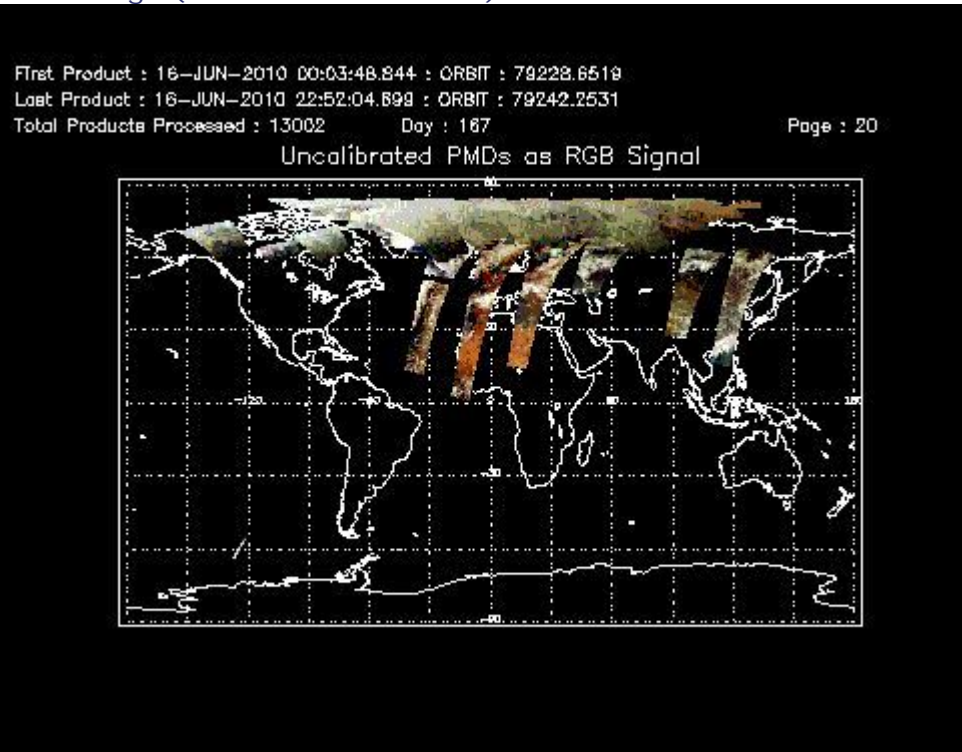 First Product : 16-JUN-2010 00:03:48.844 : ORBIT : 79228.6519
Last Product : 16-JUN-2010 22:52:04.699 : ORBIT : 79242.2531
Total Products Processed : 13002 Day : 167 Page : 20
Uncalibrated PMDs as RGB Signal